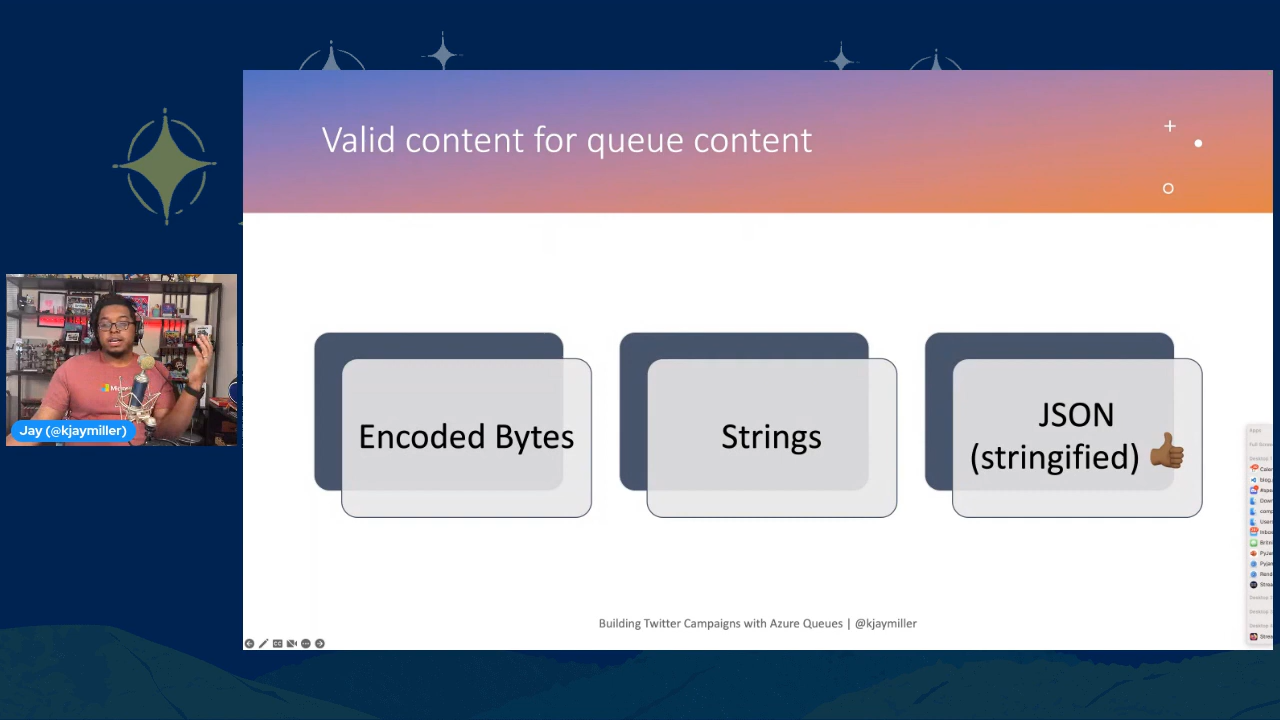 Valid content for queue content
Encoded Bytes
Strings
JSON
(stringified) 👍🏾
Building Twitter Campaigns with Azure Queues | @kjaymiller
Jay (@kjaymiller)
Apps